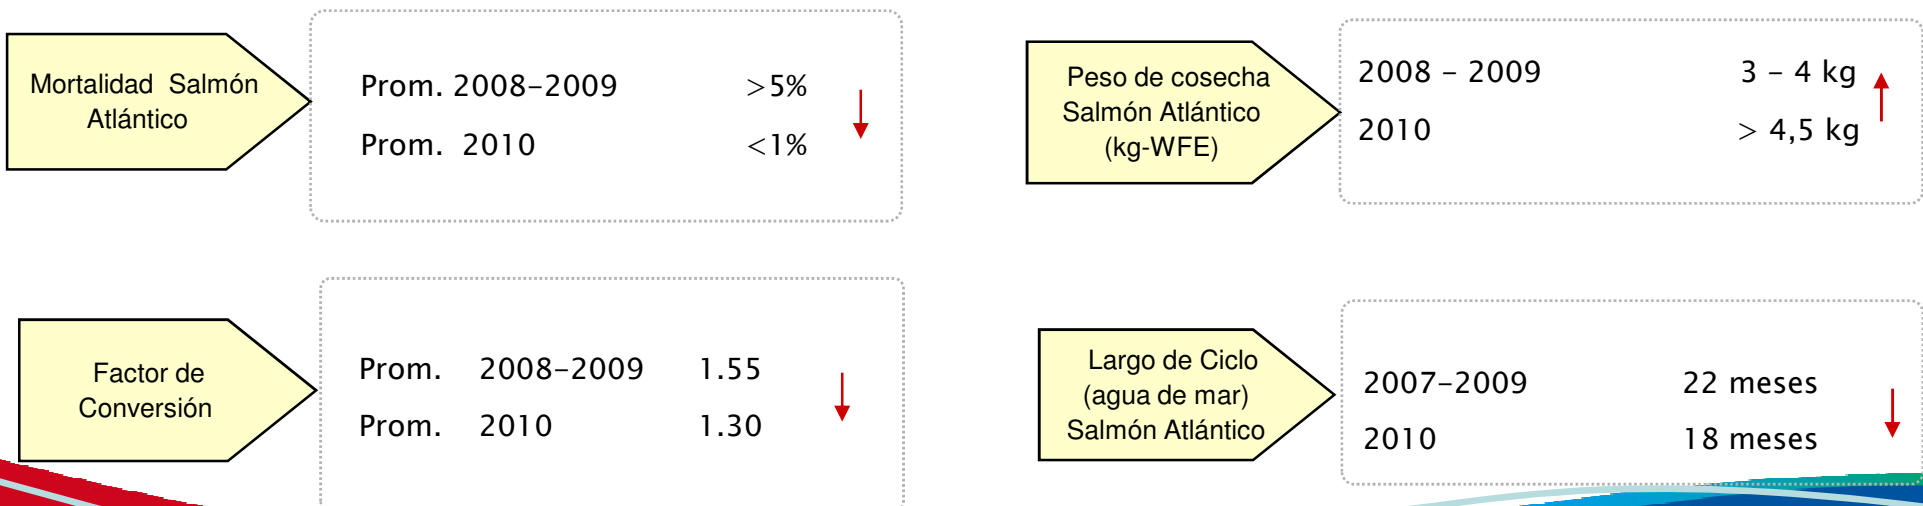 Mortalidad Salmón
Atlántico
Prom. 2008-2009 >5%
Prom. 2010 <1%
Peso de cosecha
Salmón Atlántico
(kg-WFE)
2008 - 2009 3 - 4 kg
2010 > 4,5 kg
Factor de
Conversión
Prom. 2008-2009 1.55
Prom. 2010 1.30
Largo de Ciclo
(agua de mar)
Salmón Atlántico
2007-2009 22 meses
2010 18 meses